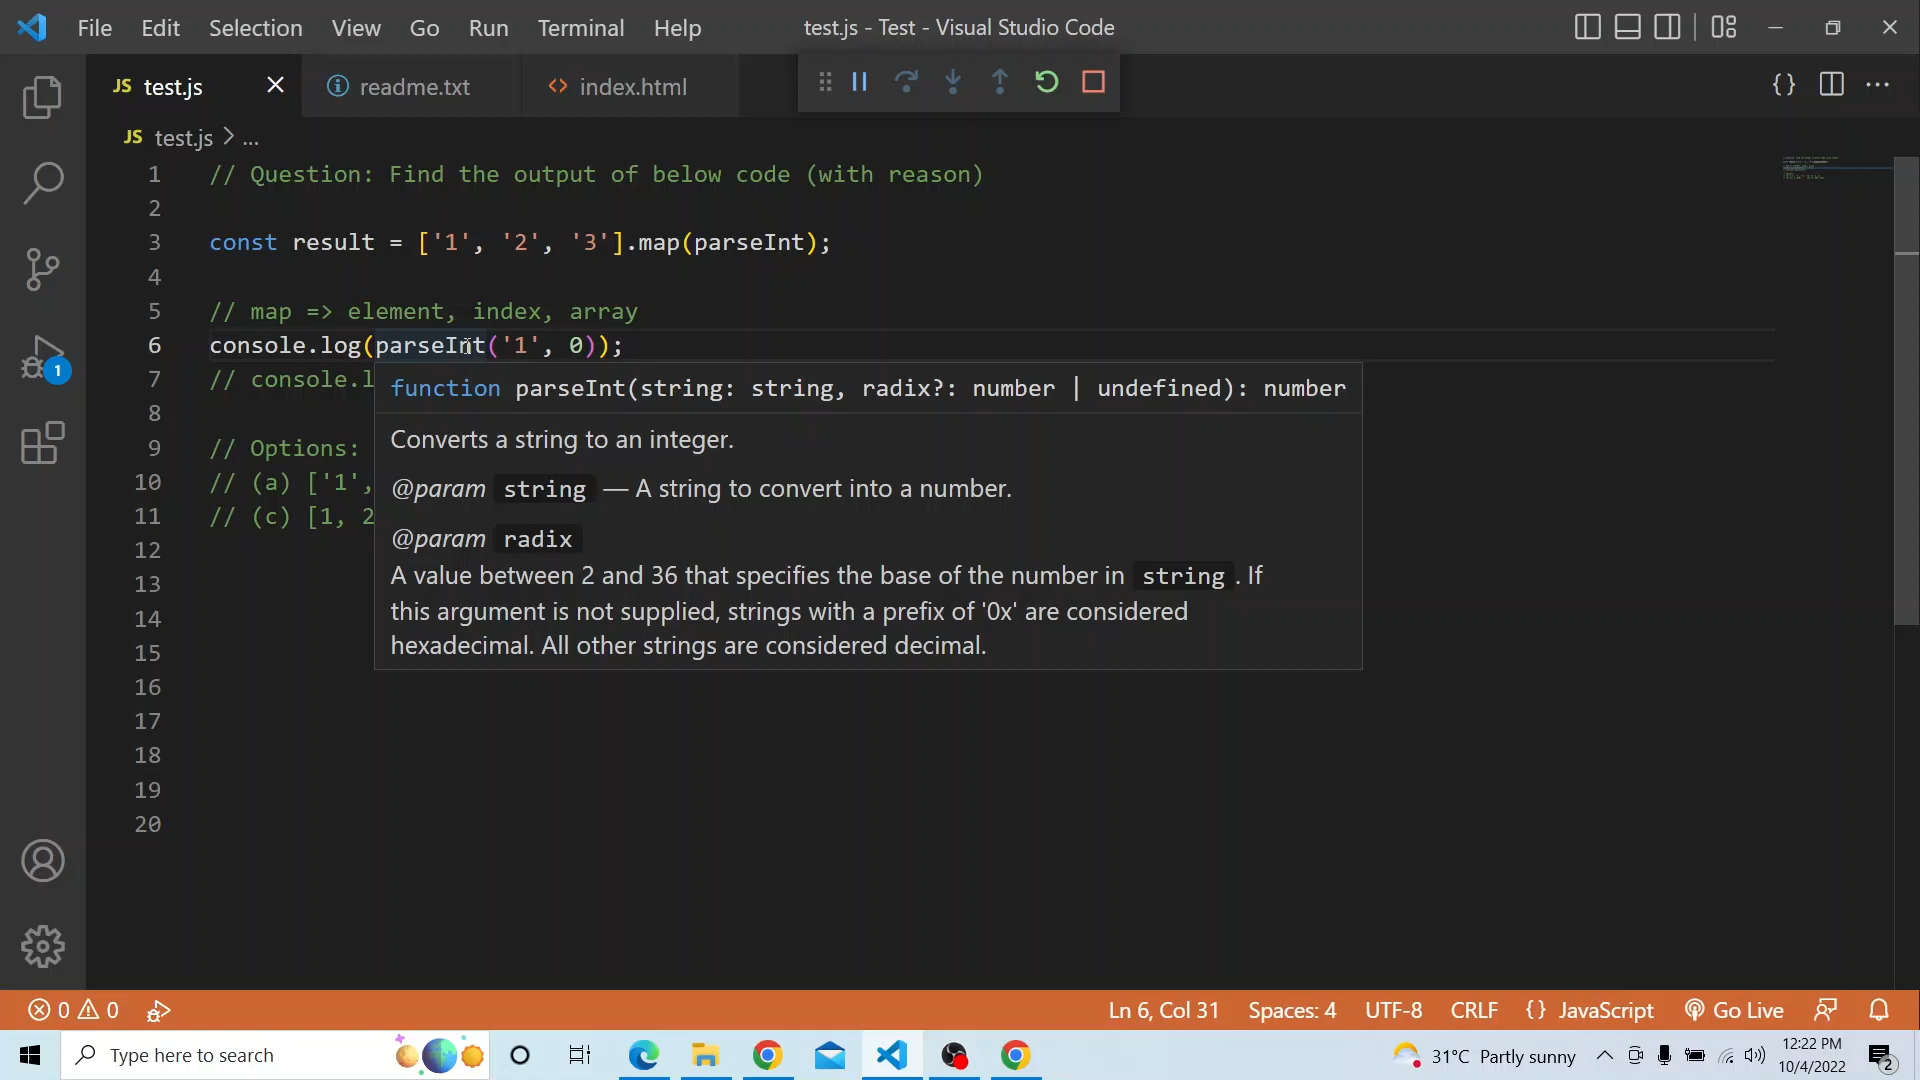 File Edit Selection View Go Run Terminal Help test.js - Test - Visual Studio Code
JS test.js readme.txt index.html
JS test.js > ...
1 // Question: Find the output of below code (with reason)
2
3 const result = ['1', '2', '3'].map(parseInt);
4
5 // map => element, index, array
6 console.log(parseInt('1', 0));
7 // console.l
8
9 // Options:
10 // (a) ['1',
11 // (c) [1, 2
12
13
14
15
16
17
18
19
20
function parseInt(string: string, radix?: number | undefined): number
Converts a string to an integer.
@param string — A string to convert into a number.
@param radix
A value between 2 and 36 that specifies the base of the number in string. If
this argument is not supplied, strings with a prefix of '0x' are considered
hexadecimal. All other strings are considered decimal.
1
0 0 Ln 6, Col 31 Spaces: 4 UTF-8 CRLF {} JavaScript Go Live
Type here to search 31°C Partly sunny 12:22 PM
10/4/2022 2